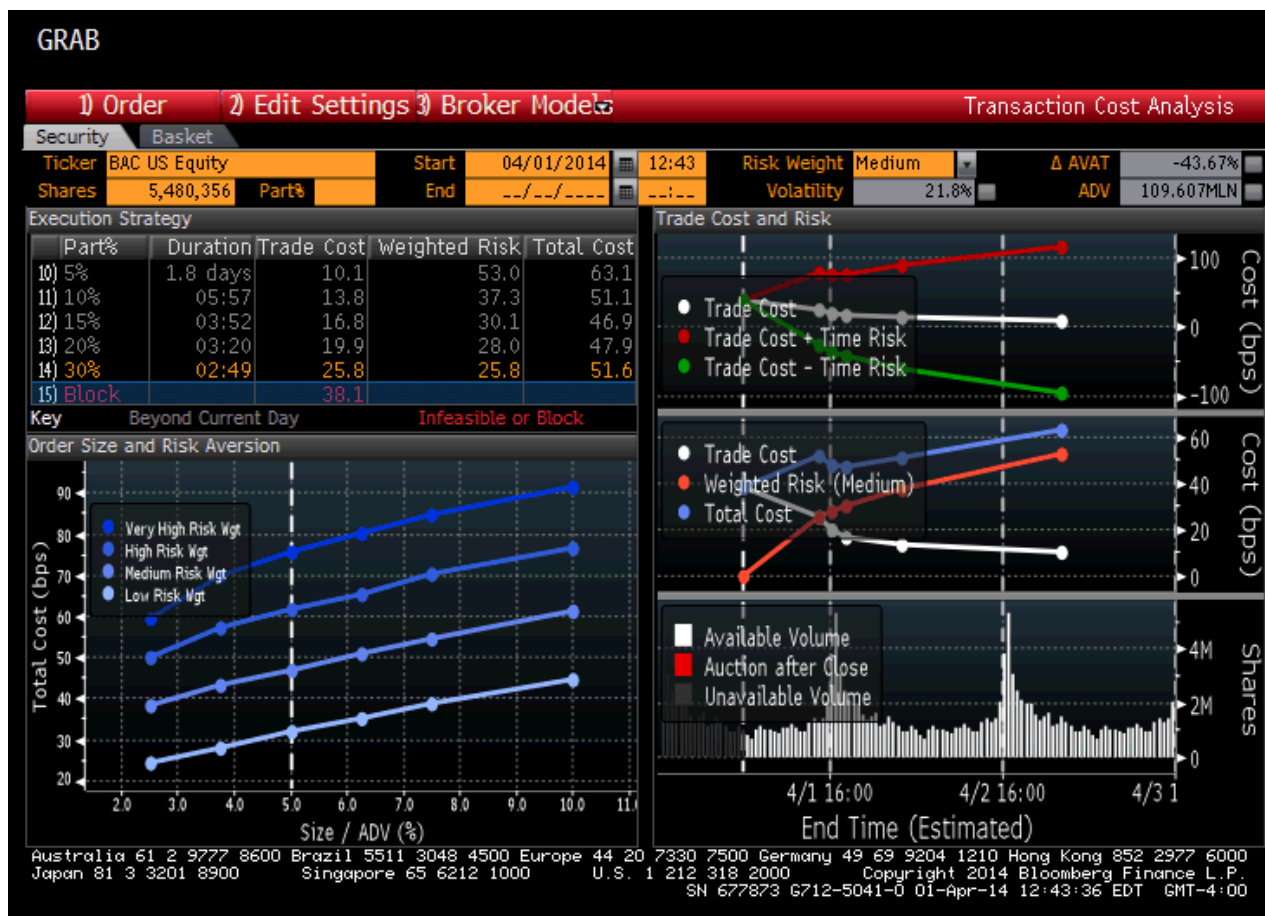 GRAB
1) Order 2) Edit Settings 3) Broker Models Transaction Cost Analysis
Security Basket
Ticker BAC US Equity Start 04/01/2014 12:43 Risk Weight Medium Δ AVAT -43.67%
Shares 5,480,356 Part% End __/__/____ __:__ Volatility 21.8% ADV 109.607MLN
Execution Strategy
Part% Duration Trade Cost Weighted Risk Total Cost
10) 5% 1.8 days 10.1 53.0 63.1
11) 10% 05:57 13.8 37.3 51.1
12) 15% 03:52 16.8 30.1 46.9
13) 20% 03:20 19.9 28.0 47.9
14) 30% 02:49 25.8 25.8 51.6
15) Block 38.1
Key Beyond Current Day Infeasible or Block
Order Size and Risk Aversion
90
80
70
60
50
40
30
20
Total Cost (bps)
Very High Risk Wgt
High Risk Wgt
Medium Risk Wgt
Low Risk Wgt
2.0 3.0 4.0 5.0 6.0 7.0 8.0 9.0 10.0 11.
Size / ADV (%)
Trade Cost and Risk
Trade Cost
Trade Cost + Time Risk
Trade Cost - Time Risk
100
0
-100
Cost (bps)
Trade Cost
Weighted Risk (Medium)
Total Cost
60
40
20
0
Cost (bps)
Available Volume
Auction after Close
Unavailable Volume
4M
2M
0
Shares
4/1 16:00 4/2 16:00 4/3 1
End Time (Estimated)
Australia 61 2 9777 8600 Brazil 5511 3048 4500 Europe 44 20 7330 7500 Germany 49 69 9204 1210 Hong Kong 852 2977 6000
Japan 81 3 3201 8900 Singapore 65 6212 1000 U.S. 1 212 318 2000 Copyright 2014 Bloomberg Finance L.P.
SN 677873 G712-5041-0 01-Apr-14 12:43:36 EDT GMT-4:00